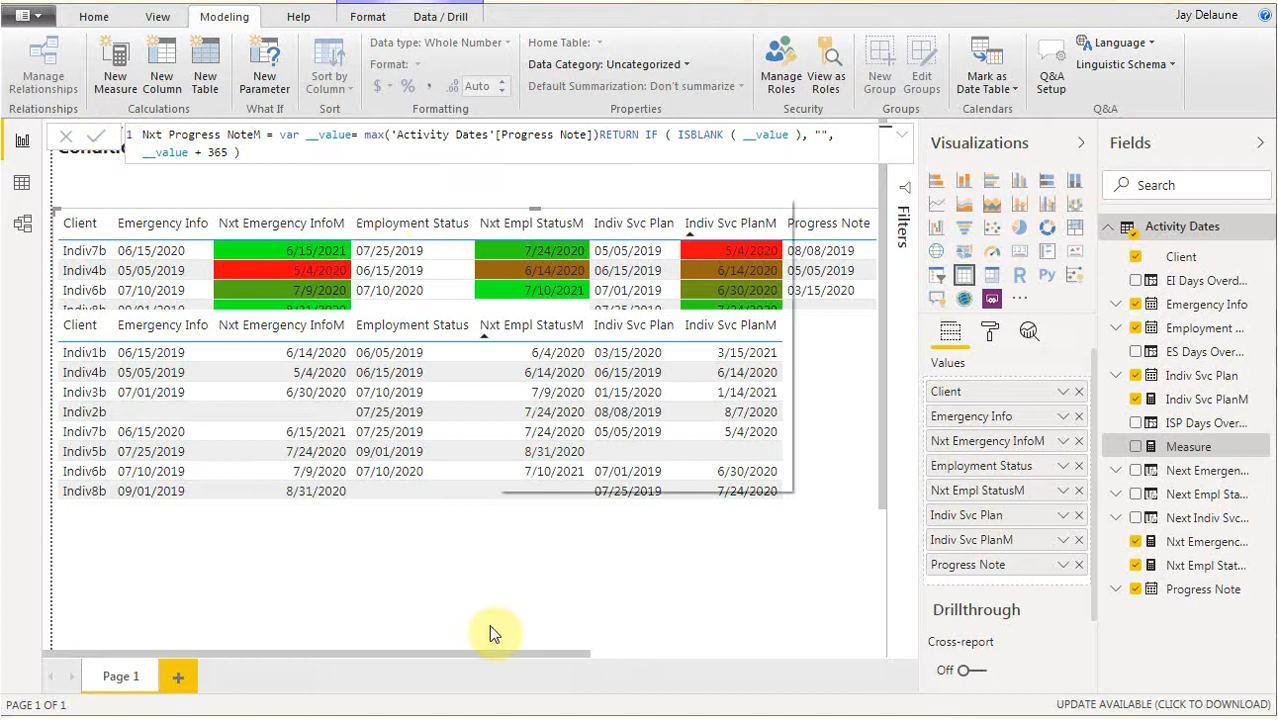 Home View Modeling Help Format Data / Drill Jay Delaune
Manage Relationships
New Measure
New Column
New Table
New Parameter
Sort by Column
Data type: Whole Number
Format:
$ % , .00 Auto
Home Table:
Data Category: Uncategorized
Default Summarization: Don't summarize
Manage Roles
View as Roles
New Group
Edit Groups
Mark as Date Table
Q&A Setup
Language
Linguistic Schema
Relationships Calculations What If Sort Formatting Properties Security Groups Calendars Q&A
1 Nxt Progress NoteM = var __value= max('Activity Dates'[Progress Note])RETURN IF ( ISBLANK ( __value ), "",
__value + 365 )
Client Emergency Info Nxt Emergency InfoM Employment Status Nxt Empl StatusM Indiv Svc Plan Indiv Svc PlanM Progress Note
Indiv7b 06/15/2020 6/15/2021 07/25/2019 7/24/2020 05/05/2019 5/4/2020 08/08/2019
Indiv4b 05/05/2019 5/4/2020 06/15/2019 6/14/2020 06/15/2019 6/14/2020 05/05/2019
Indiv6b 07/10/2019 7/9/2020 07/10/2020 7/10/2021 07/01/2019 6/30/2020 03/15/2020
Client Emergency Info Nxt Emergency InfoM Employment Status Nxt Empl StatusM Indiv Svc Plan Indiv Svc PlanM
Indiv1b 06/15/2019 6/14/2020 06/05/2019 6/4/2020 03/15/2020 3/15/2021
Indiv4b 05/05/2019 5/4/2020 06/15/2019 6/14/2020 06/15/2019 6/14/2020
Indiv3b 07/01/2019 6/30/2020 07/10/2019 7/9/2020 01/15/2020 1/14/2021
Indiv2b 07/25/2019 7/24/2020 08/08/2019 8/7/2020
Indiv7b 06/15/2020 6/15/2021 07/25/2019 7/24/2020 05/05/2019 5/4/2020
Indiv5b 07/25/2019 7/24/2020 09/01/2019 8/31/2020
Indiv6b 07/10/2019 7/9/2020 07/10/2020 7/10/2021 07/01/2019 6/30/2020
Indiv8b 09/01/2019 8/31/2020 07/25/2019 7/24/2020
Filters
Visualizations
Values
Client
Emergency Info
Nxt Emergency InfoM
Employment Status
Nxt Empl StatusM
Indiv Svc Plan
Indiv Svc PlanM
Progress Note
Drillthrough
Cross-report
Off
Fields
Search
Activity Dates
Client
EI Days Overd...
Emergency Info
Employment ...
ES Days Over...
Indiv Svc Plan
Indiv Svc PlanM
ISP Days Over...
Measure
Next Emergen...
Next Empl Sta...
Next Indiv Svc...
Nxt Emergenc...
Nxt Empl Stat...
Progress Note
Page 1
PAGE 1 OF 1 UPDATE AVAILABLE (CLICK TO DOWNLOAD)